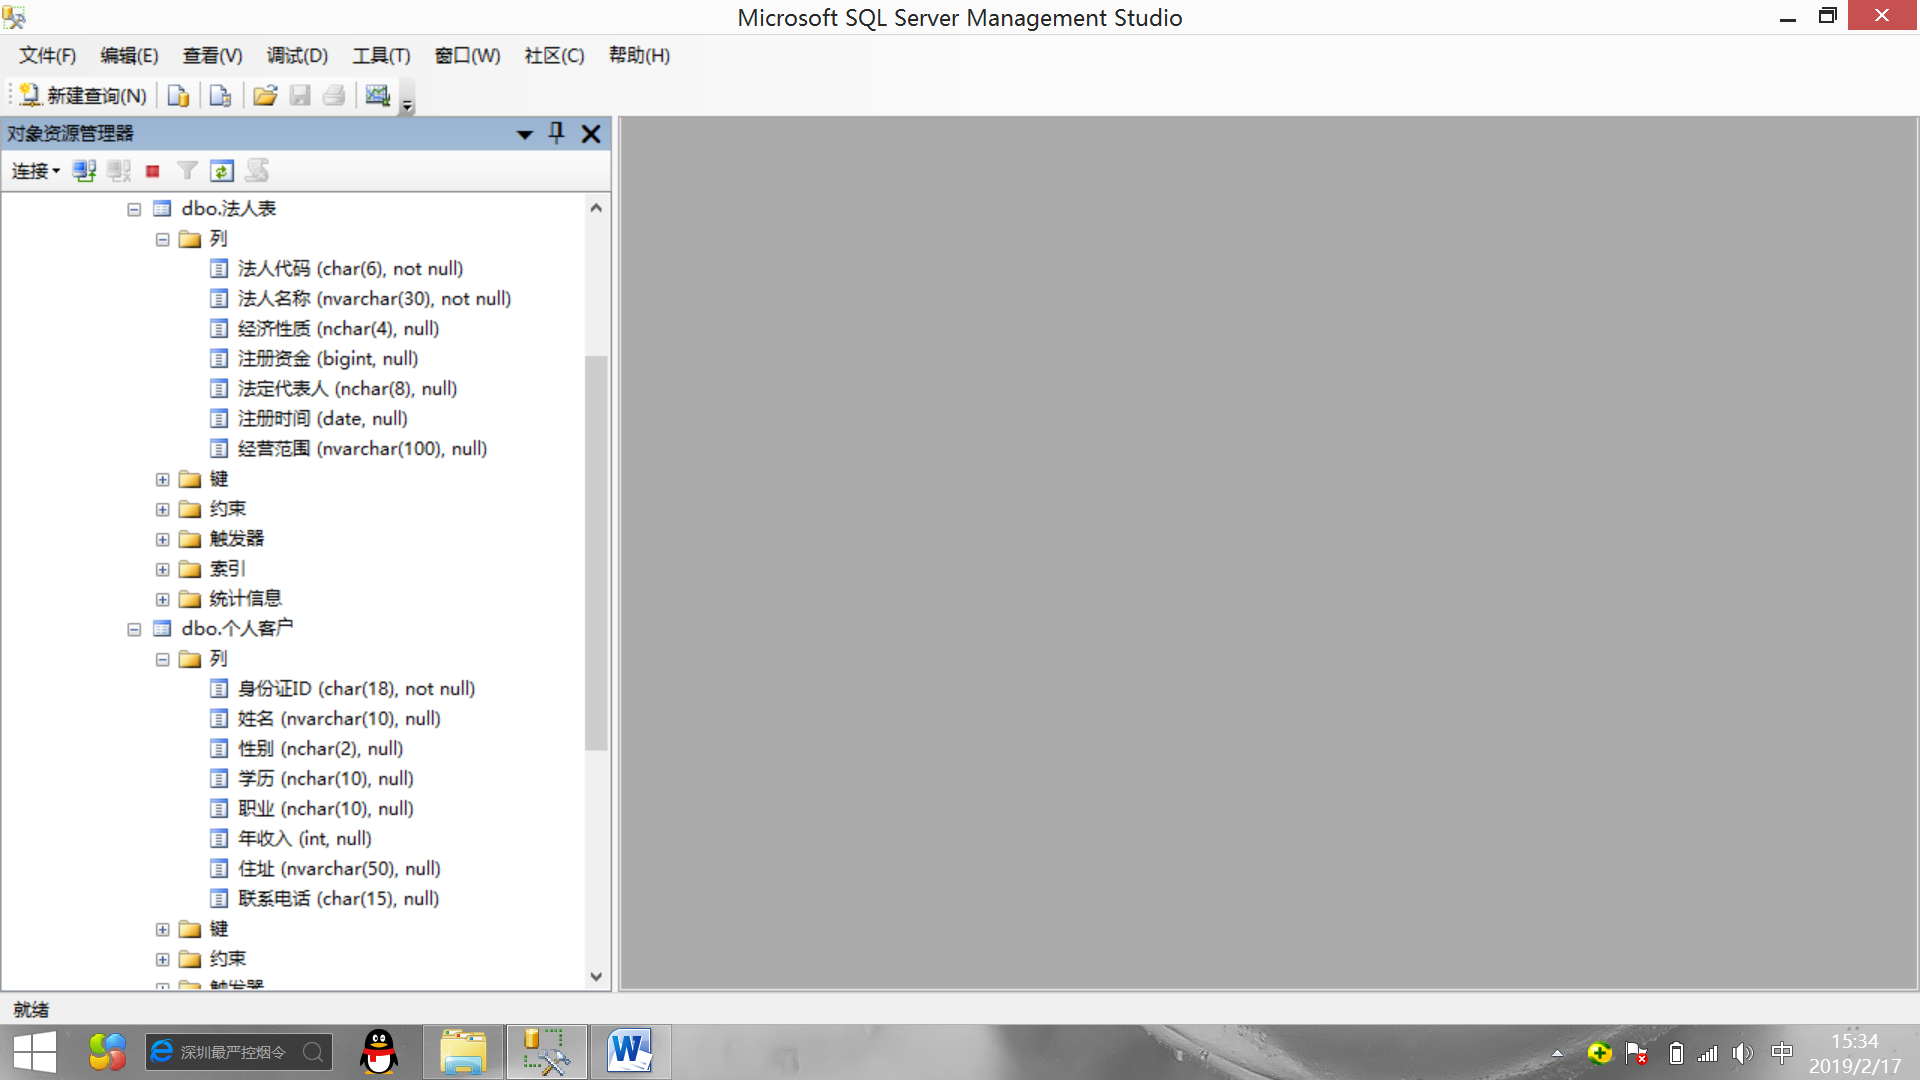 Microsoft SQL Server Management Studio
文件(F) 编辑(E) 查看(V) 调试(D) 工具(T) 窗口(W) 社区(C) 帮助(H)
新建查询(N)
对象资源管理器
连接
dbo.法人表
列
法人代码 (char(6), not null)
法人名称 (nvarchar(30), not null)
经济性质 (nchar(4), null)
注册资金 (bigint, null)
法定代表人 (nchar(8), null)
注册时间 (date, null)
经营范围 (nvarchar(100), null)
键
约束
触发器
索引
统计信息
dbo.个人客户
列
身份证ID (char(18), not null)
姓名 (nvarchar(10), null)
性别 (nchar(2), null)
学历 (nchar(10), null)
职业 (nchar(10), null)
年收入 (int, null)
住址 (nvarchar(50), null)
联系电话 (char(15), null)
键
约束
触发器
就绪
深圳最严控烟令
中
15:34
2019/2/17